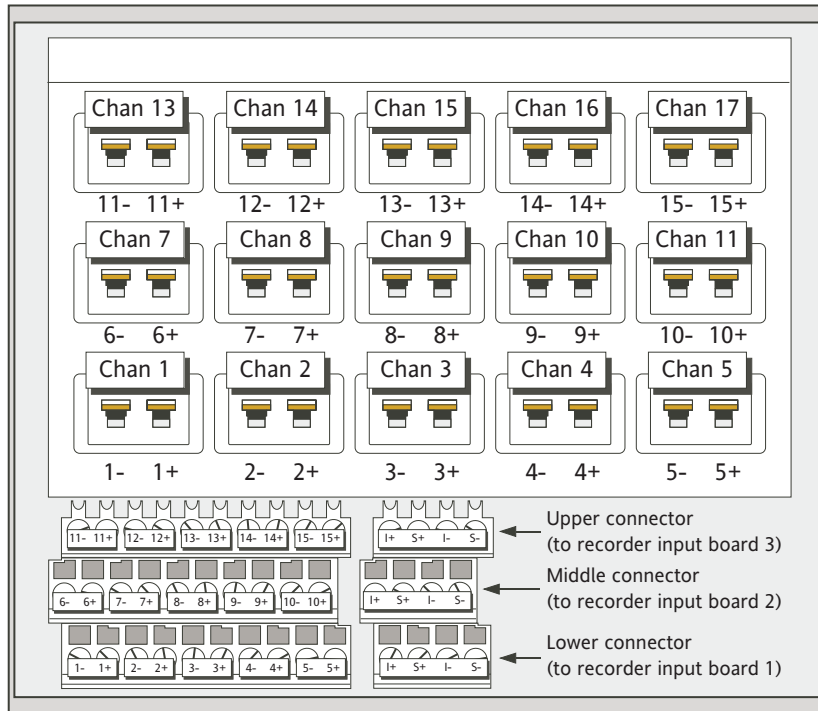 Chan 13 Chan 14 Chan 15 Chan 16 Chan 17
11- 11+ 12- 12+ 13- 13+ 14- 14+ 15- 15+
Chan 7 Chan 8 Chan 9 Chan 10 Chan 11
6- 6+ 7- 7+ 8- 8+ 9- 9+ 10- 10+
Chan 1 Chan 2 Chan 3 Chan 4 Chan 5
1- 1+ 2- 2+ 3- 3+ 4- 4+ 5- 5+
11- 11+ 12- 12+ 13- 13+ 14- 14+ 15- 15+ I+ S+ I- S-
Upper connector
(to recorder input board 3)
6- 6+ 7- 7+ 8- 8+ 9- 9+ 10- 10+ I+ S+ I- S-
Middle connector
(to recorder input board 2)
1- 1+ 2- 2+ 3- 3+ 4- 4+ 5- 5+ I+ S+ I- S-
Lower connector
(to recorder input board 1)